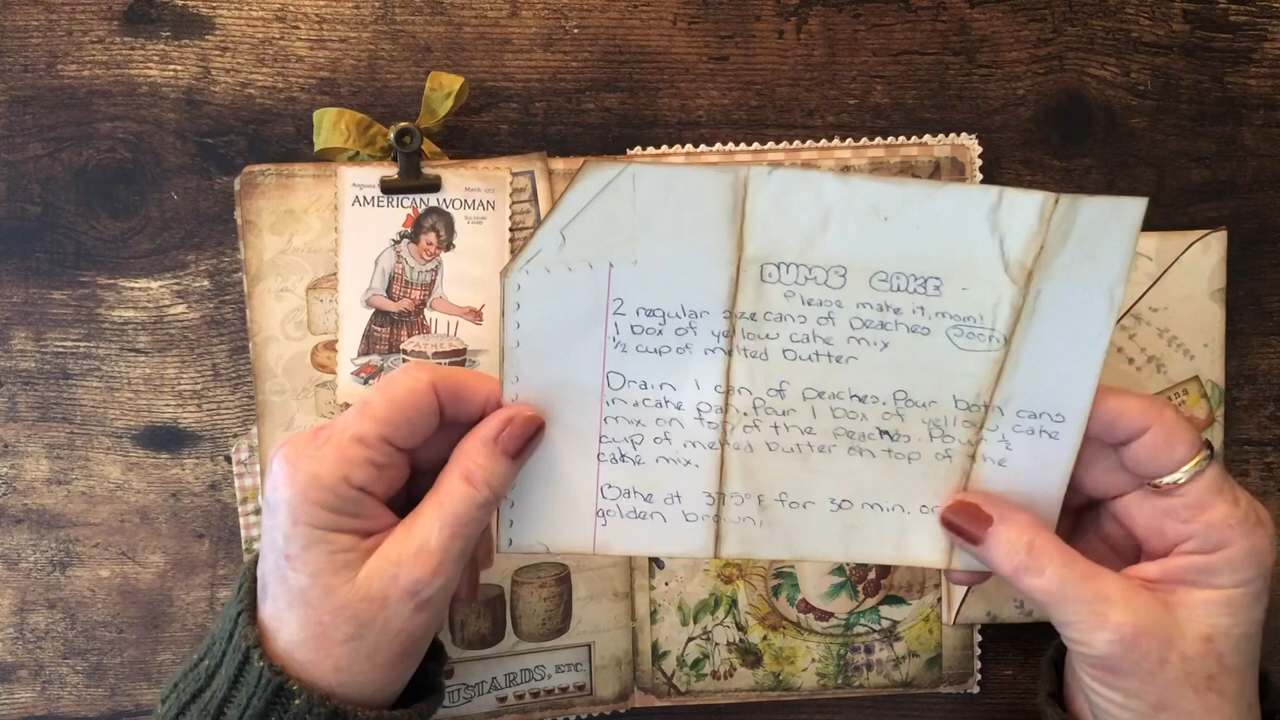 March
AMERICAN WOMAN
DUMB CAKE
Please make it, mom!
2 regular size cans of peaches
soon
1 box of yellow cake mix
1/2 cup of melted butter
Drain 1 can of peaches. Pour both cans
in a cake pan. Pour 1 box of yellow cake
mix on top of the peaches. Pour 1/2
cup of melted butter on top of the
cake mix.
Bake at 375°F for 30 min. or
golden brown.
USTARDS, ETC.